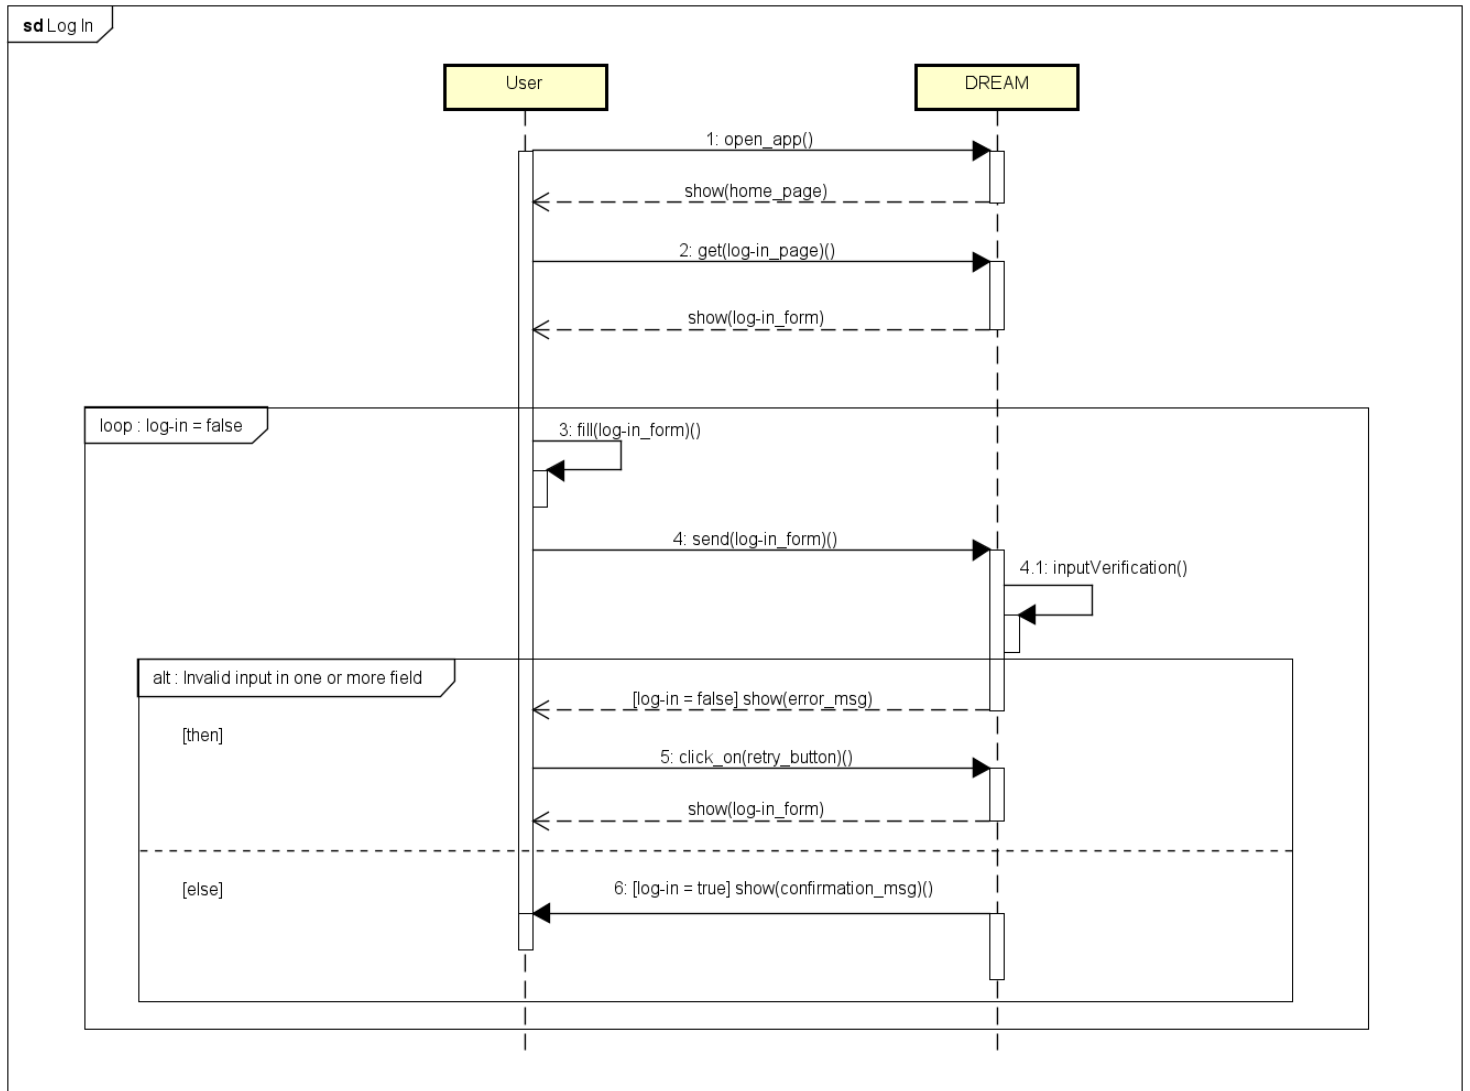 sd Log In
User
DREAM
1: open_app()
show(home_page)
2: get(log-in_page)()
show(log-in_form)
loop : log-in = false
3: fill(log-in_form)()
4: send(log-in_form)()
4.1: inputVerification()
alt : Invalid input in one or more field
[log-in = false] show(error_msg)
[then]
5: click_on(retry_button)()
show(log-in_form)
[else]
6: [log-in = true] show(confirmation_msg)()